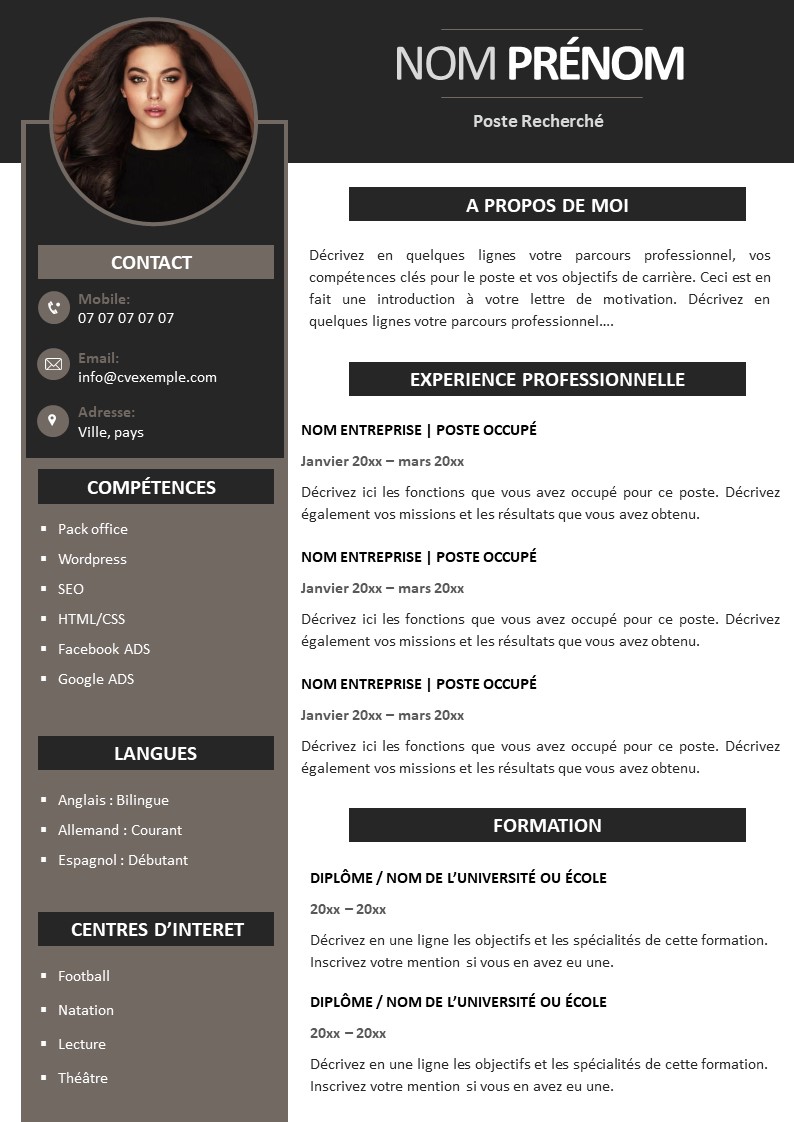 NOM PRÉNOM
Poste Recherché
CONTACT
Mobile:
07 07 07 07 07
Email:
info@cvexemple.com
Adresse:
Ville, pays
COMPÉTENCES
Pack office
Wordpress
SEO
HTML/CSS
Facebook ADS
Google ADS
LANGUES
Anglais : Bilingue
Allemand : Courant
Espagnol : Débutant
CENTRES D’INTERET
Football
Natation
Lecture
Théâtre
A PROPOS DE MOI
Décrivez en quelques lignes votre parcours professionnel, vos
compétences clés pour le poste et vos objectifs de carrière. Ceci est en
fait une introduction à votre lettre de motivation. Décrivez en
quelques lignes votre parcours professionnel….
EXPERIENCE PROFESSIONNELLE
NOM ENTREPRISE | POSTE OCCUPÉ
Janvier 20xx – mars 20xx
Décrivez ici les fonctions que vous avez occupé pour ce poste. Décrivez
également vos missions et les résultats que vous avez obtenu.
NOM ENTREPRISE | POSTE OCCUPÉ
Janvier 20xx – mars 20xx
Décrivez ici les fonctions que vous avez occupé pour ce poste. Décrivez
également vos missions et les résultats que vous avez obtenu.
NOM ENTREPRISE | POSTE OCCUPÉ
Janvier 20xx – mars 20xx
Décrivez ici les fonctions que vous avez occupé pour ce poste. Décrivez
également vos missions et les résultats que vous avez obtenu.
FORMATION
DIPLÔME / NOM DE L’UNIVERSITÉ OU ÉCOLE
20xx – 20xx
Décrivez en une ligne les objectifs et les spécialités de cette formation.
Inscrivez votre mention si vous en avez eu une.
DIPLÔME / NOM DE L’UNIVERSITÉ OU ÉCOLE
20xx – 20xx
Décrivez en une ligne les objectifs et les spécialités de cette formation.
Inscrivez votre mention si vous en avez eu une.